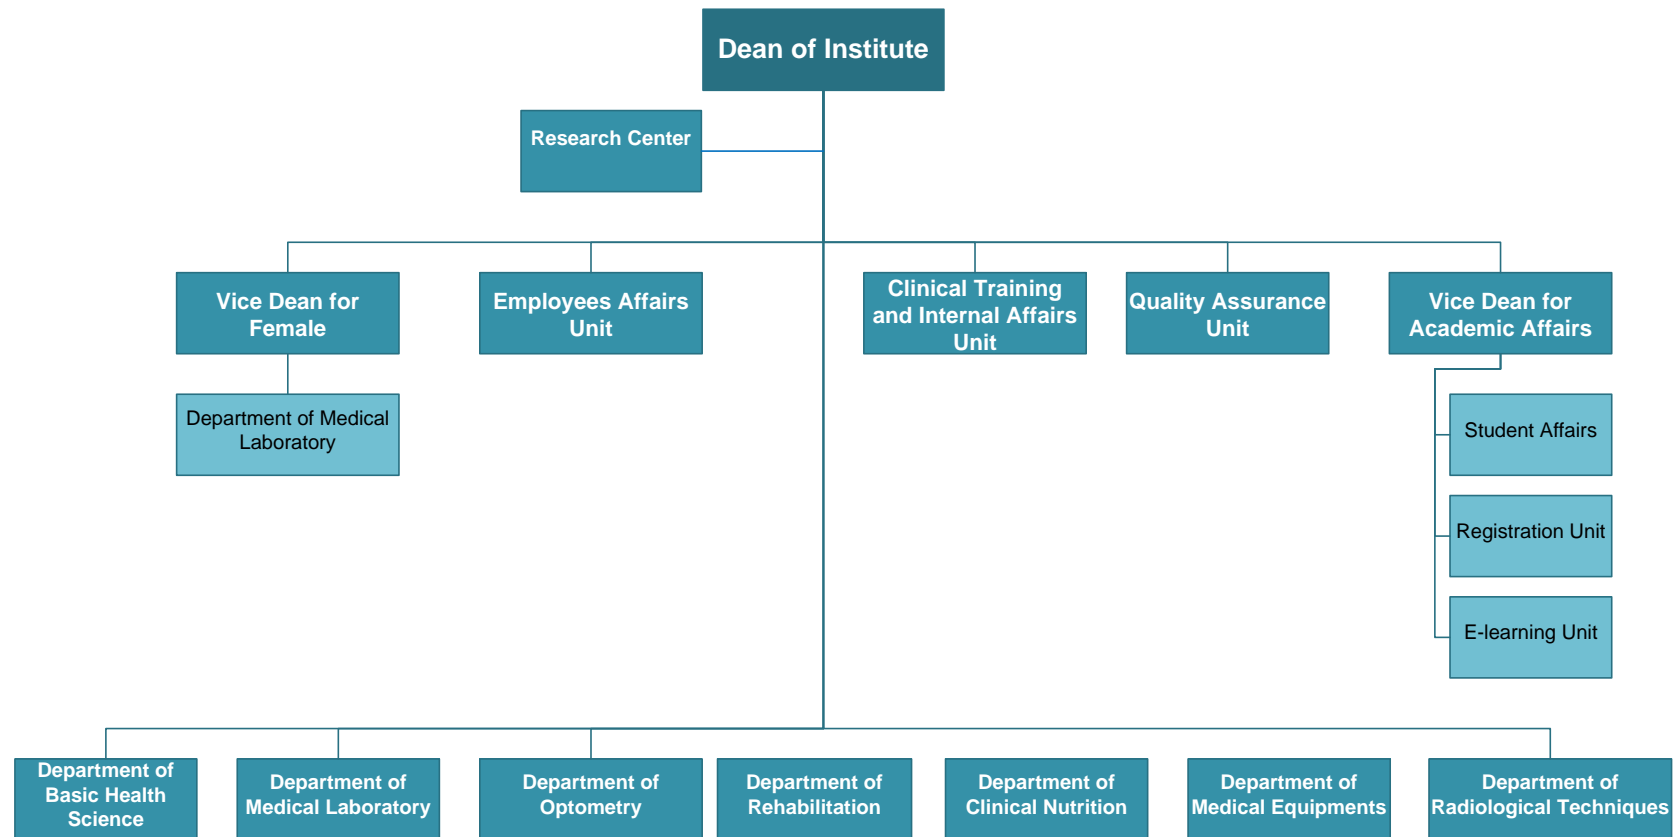 Dean of Institute
Research Center
Vice Dean for
Female
Employees Affairs
Unit
Clinical Training
and Internal Affairs
Unit
Quality Assurance
Unit
Vice Dean for
Academic Affairs
Department of Medical
Laboratory
Student Affairs
Registration Unit
E-learning Unit
Department of
Basic Health
Science
Department of
Medical Laboratory
Department of
Optometry
Department of
Rehabilitation
Department of
Clinical Nutrition
Department of
Medical Equipments
Department of
Radiological Techniques